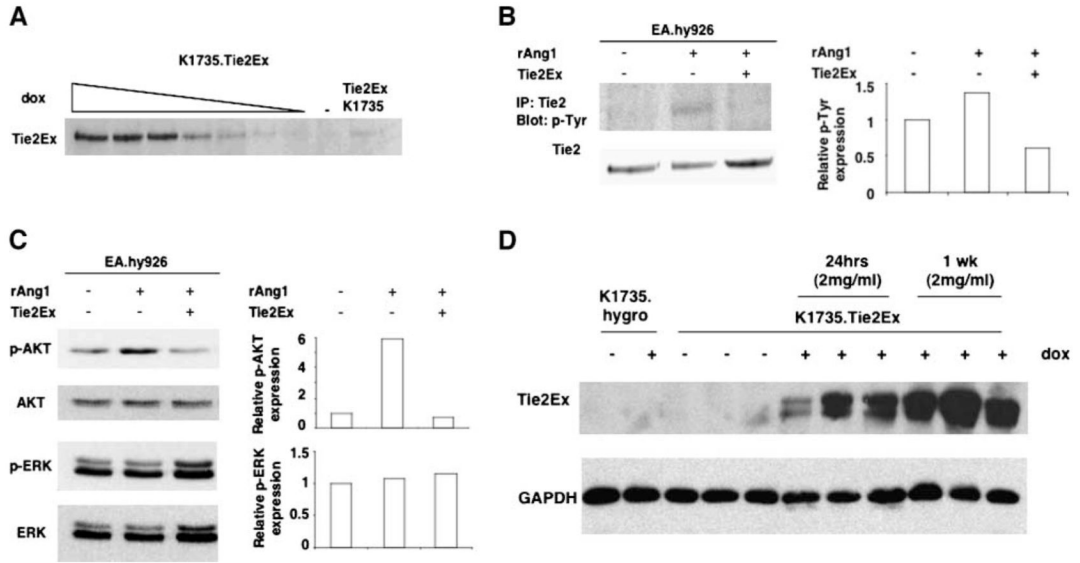 A
K1735.Tie2Ex
dox
-
Tie2Ex
K1735
Tie2Ex
B
EA.hy926
rAng1 - + +
Tie2Ex - - +
IP: Tie2
Blot: p-Tyr
Tie2
rAng1 - + +
Tie2Ex - - +
Relative p-Tyr
expression
1.5
1
0.5
0
C
EA.hy926
rAng1 - + +
Tie2Ex - - +
p-AKT
AKT
p-ERK
ERK
rAng1 - + +
Tie2Ex - - +
Relative p-AKT
expression
6
4
2
0
Relative p-ERK
expression
1.5
1
0.5
0
D
24hrs
(2mg/ml)
1 wk
(2mg/ml)
K1735.
hygro
K1735.Tie2Ex
- + - - - + + + + + + dox
Tie2Ex
GAPDH